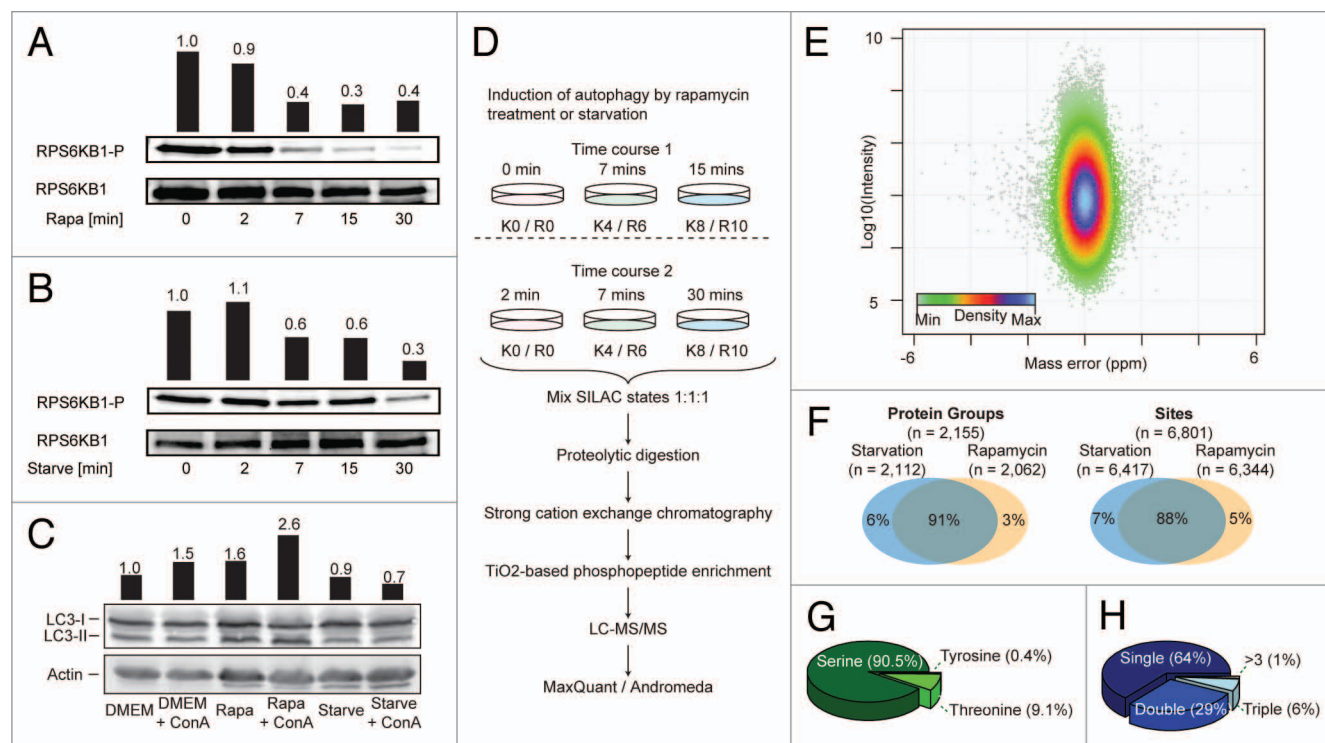 A
1.0
0.9
0.4
0.3
0.4
RPS6KB1-P
RPS6KB1
Rapa [min]
0 2 7 15 30
B
1.0
1.1
0.6
0.6
0.3
RPS6KB1-P
RPS6KB1
Starve [min]
0 2 7 15 30
C
1.0
1.5
1.6
2.6
0.9
0.7
LC3-I
LC3-II
Actin
DMEM
DMEM
+ ConA
Rapa
Rapa
+ ConA
Starve
Starve
+ ConA
D
Induction of autophagy by rapamycin
treatment or starvation
Time course 1
0 min 7 mins 15 mins
K0 / R0 K4 / R6 K8 / R10
Time course 2
2 min 7 mins 30 mins
K0 / R0 K4 / R6 K8 / R10
Mix SILAC states 1:1:1
Proteolytic digestion
Strong cation exchange chromatography
TiO2-based phosphopeptide enrichment
LC-MS/MS
MaxQuant / Andromeda
E
10
Log10(Intensity)
5
Min Density Max
-6 6
Mass error (ppm)
F
Protein Groups
(n = 2,155)
Starvation
(n = 2,112)
Rapamycin
(n = 2,062)
6% 91% 3%
Sites
(n = 6,801)
Starvation
(n = 6,417)
Rapamycin
(n = 6,344)
7% 88% 5%
G
Serine (90.5%)
Tyrosine (0.4%)
Threonine (9.1%)
H
Single (64%)
>3 (1%)
Double (29%)
Triple (6%)